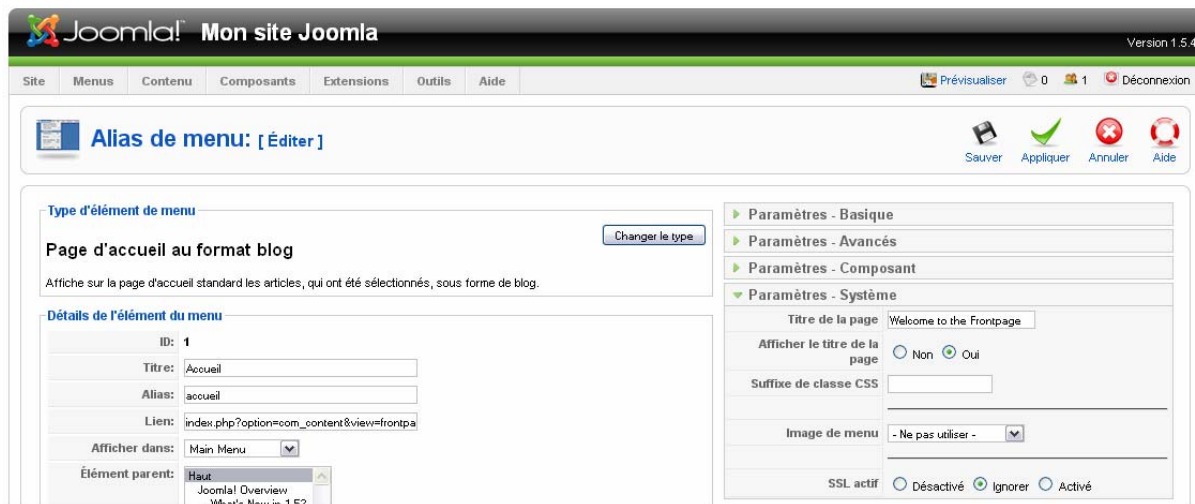 Joomla! Mon site Joomla
Version 1.5.4
Site Menus Contenu Composants Extensions Outils Aide Prévisualiser 0 1 Déconnexion
Alias de menu: [ Éditer ]
Sauver Appliquer Annuler Aide
Type d'élément de menu
Page d'accueil au format blog
Changer le type
Affiche sur la page d'accueil standard les articles, qui ont été sélectionnés, sous forme de blog.
Détails de l'élément du menu
ID: 1
Titre: Accueil
Alias: accueil
Lien: index.php?option=com_content&view=frontpa
Afficher dans: Main Menu
Élément parent: Haut
Joomla! Overview
What's New in 1.5?
Paramètres - Basique
Paramètres - Avancés
Paramètres - Composant
Paramètres - Système
Titre de la page Welcome to the Frontpage
Afficher le titre de la page Non Oui
Suffixe de classe CSS
Image de menu - Ne pas utiliser -
SSL actif Désactivé Ignorer Activé